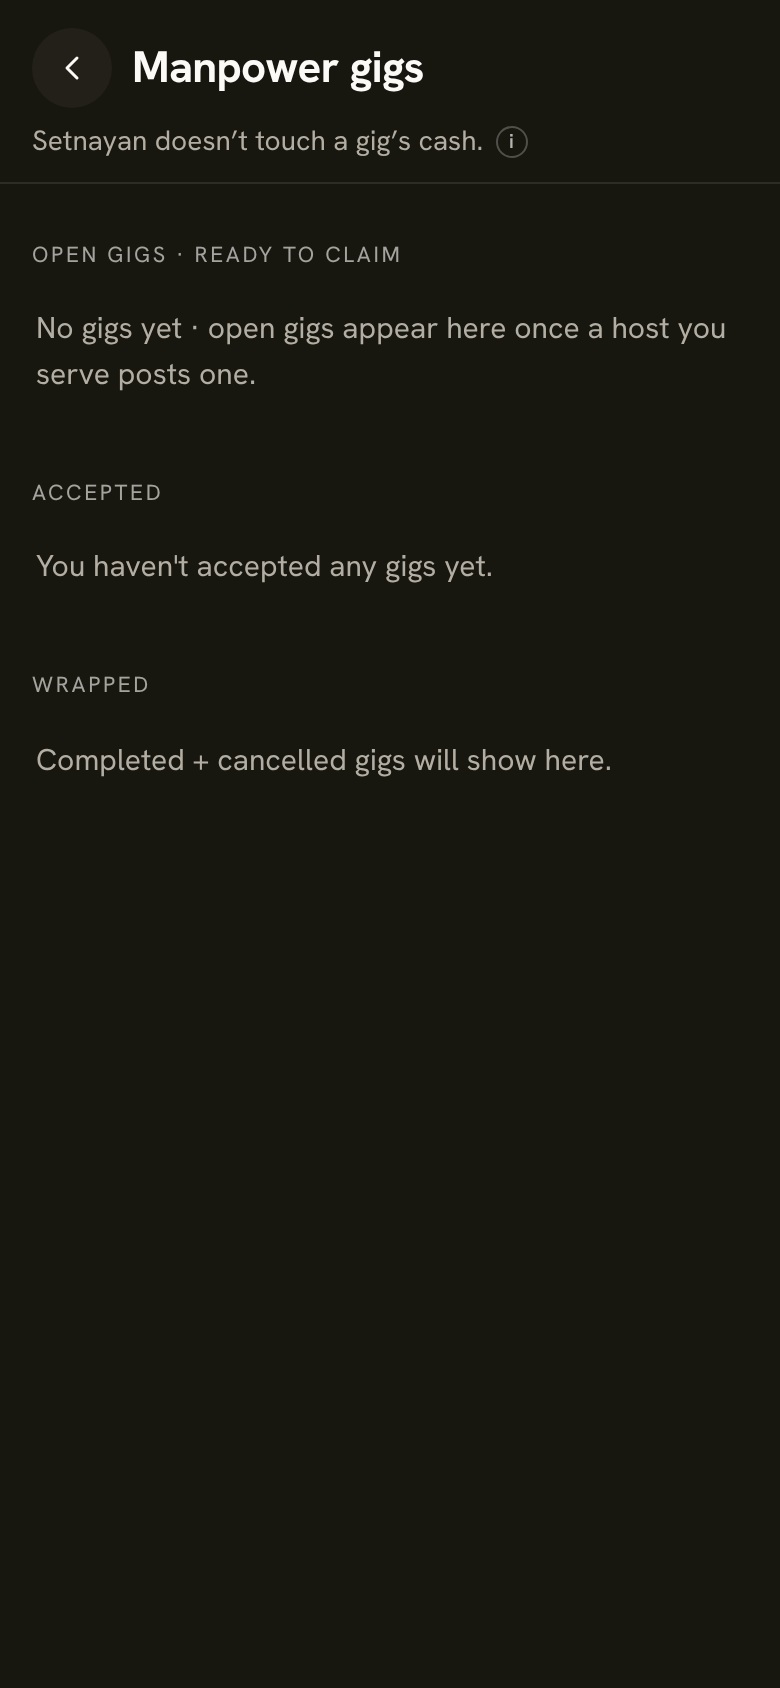 Manpower gigs
Setnayan doesn’t touch a gig’s cash. i
OPEN GIGS · READY TO CLAIM
No gigs yet · open gigs appear here once a host you
serve posts one.
ACCEPTED
You haven't accepted any gigs yet.
WRAPPED
Completed + cancelled gigs will show here.